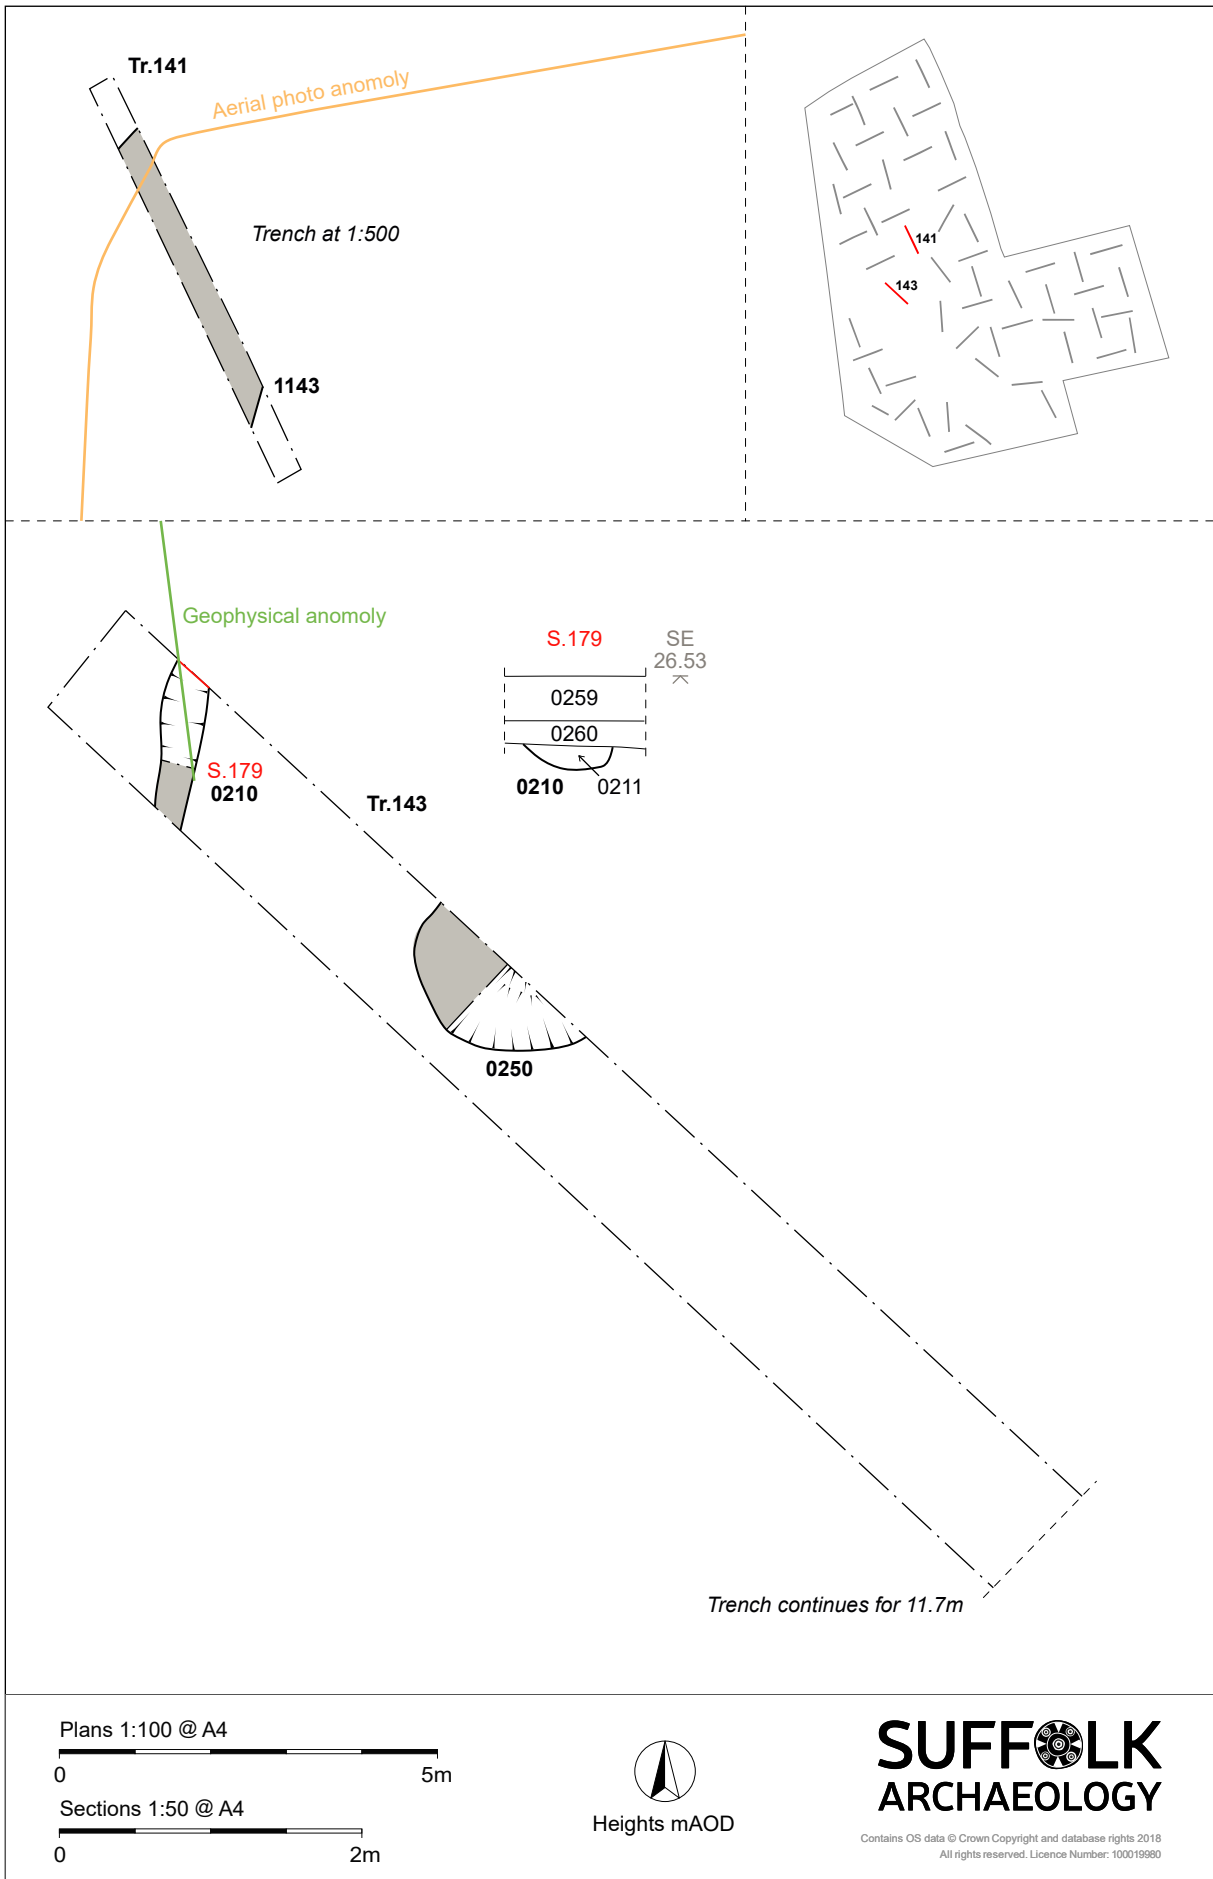 Tr.141
Aerial photo anomoly
Trench at 1:500
1143
141
143
Geophysical anomoly
S.179
0210
Tr.143
S.179
SE
26.53
0259
0260
0210
0211
0250
Trench continues for 11.7m
Plans 1:100 @ A4
0
5m
Sections 1:50 @ A4
0
2m
Heights mAOD
SUFFOLK
ARCHAEOLOGY
Contains OS data © Crown Copyright and database rights 2018
All rights reserved. Licence Number: 100019980